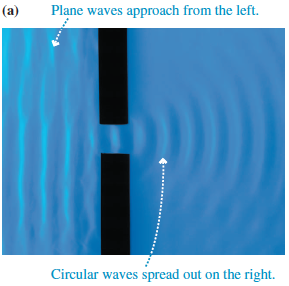 (a) Plane waves approach from the left.
Circular waves spread out on the right.